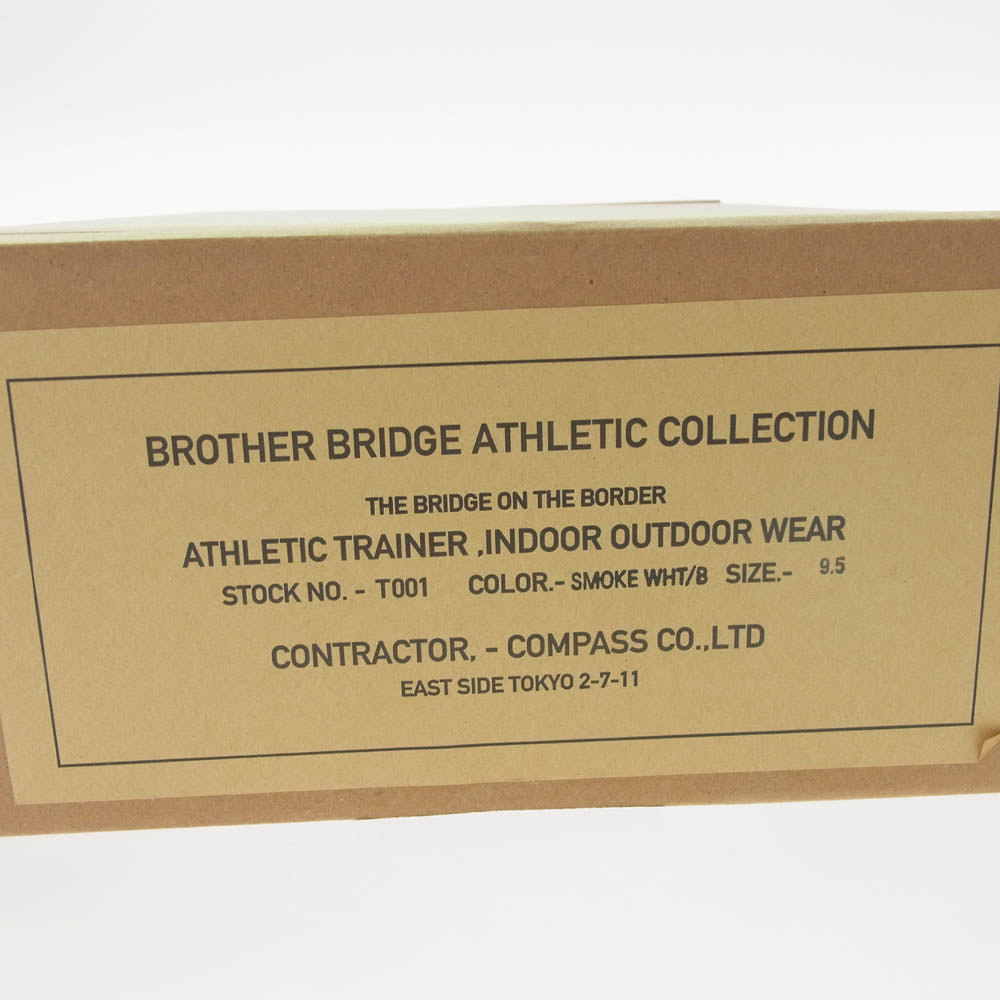 BROTHER BRIDGE ATHLETIC COLLECTION
THE BRIDGE ON THE BORDER
ATHLETIC TRAINER ,INDOOR OUTDOOR WEAR
STOCK NO. - T001 COLOR.- SMOKE WHT/B SIZE.- 9.5
CONTRACTOR, - COMPASS CO.,LTD
EAST SIDE TOKYO 2-7-11